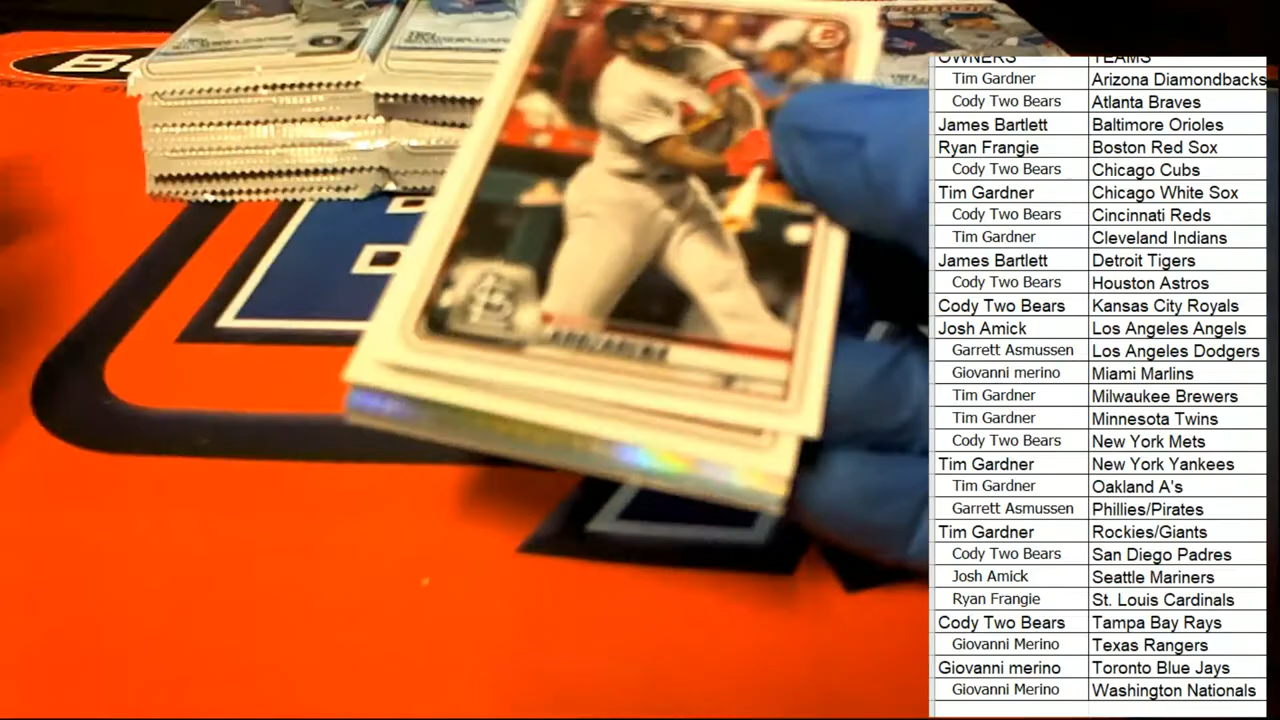 OWNERS TEAMS
Tim Gardner Arizona Diamondbacks
Cody Two Bears Atlanta Braves
James Bartlett Baltimore Orioles
Ryan Frangie Boston Red Sox
Cody Two Bears Chicago Cubs
Tim Gardner Chicago White Sox
Cody Two Bears Cincinnati Reds
Tim Gardner Cleveland Indians
James Bartlett Detroit Tigers
Cody Two Bears Houston Astros
Cody Two Bears Kansas City Royals
Josh Amick Los Angeles Angels
Garrett Asmussen Los Angeles Dodgers
Giovanni merino Miami Marlins
Tim Gardner Milwaukee Brewers
Tim Gardner Minnesota Twins
Cody Two Bears New York Mets
Tim Gardner New York Yankees
Tim Gardner Oakland A's
Garrett Asmussen Phillies/Pirates
Tim Gardner Rockies/Giants
Cody Two Bears San Diego Padres
Josh Amick Seattle Mariners
Ryan Frangie St. Louis Cardinals
Cody Two Bears Tampa Bay Rays
Giovanni Merino Texas Rangers
Giovanni merino Toronto Blue Jays
Giovanni Merino Washington Nationals